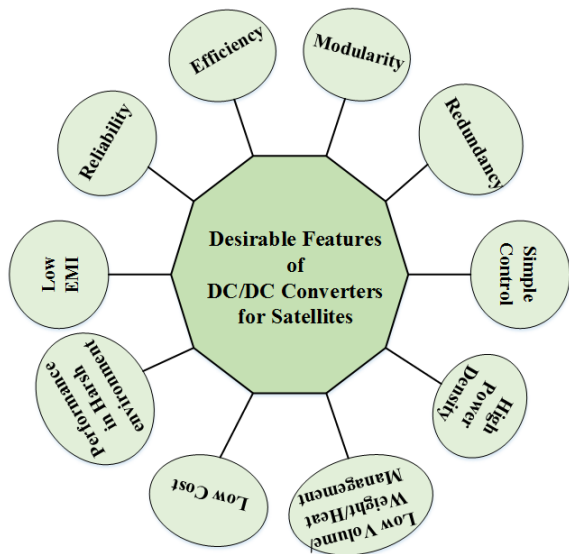 Desirable Features
of
DC/DC Converters
for Satellites
Efficiency
Modularity
Redundancy
Simple
Control
High
Power
Density
Low Volume/
Weight/Heat
Management
Low Cost
Performance
in Harsh
environment
Low
EMI
Reliability